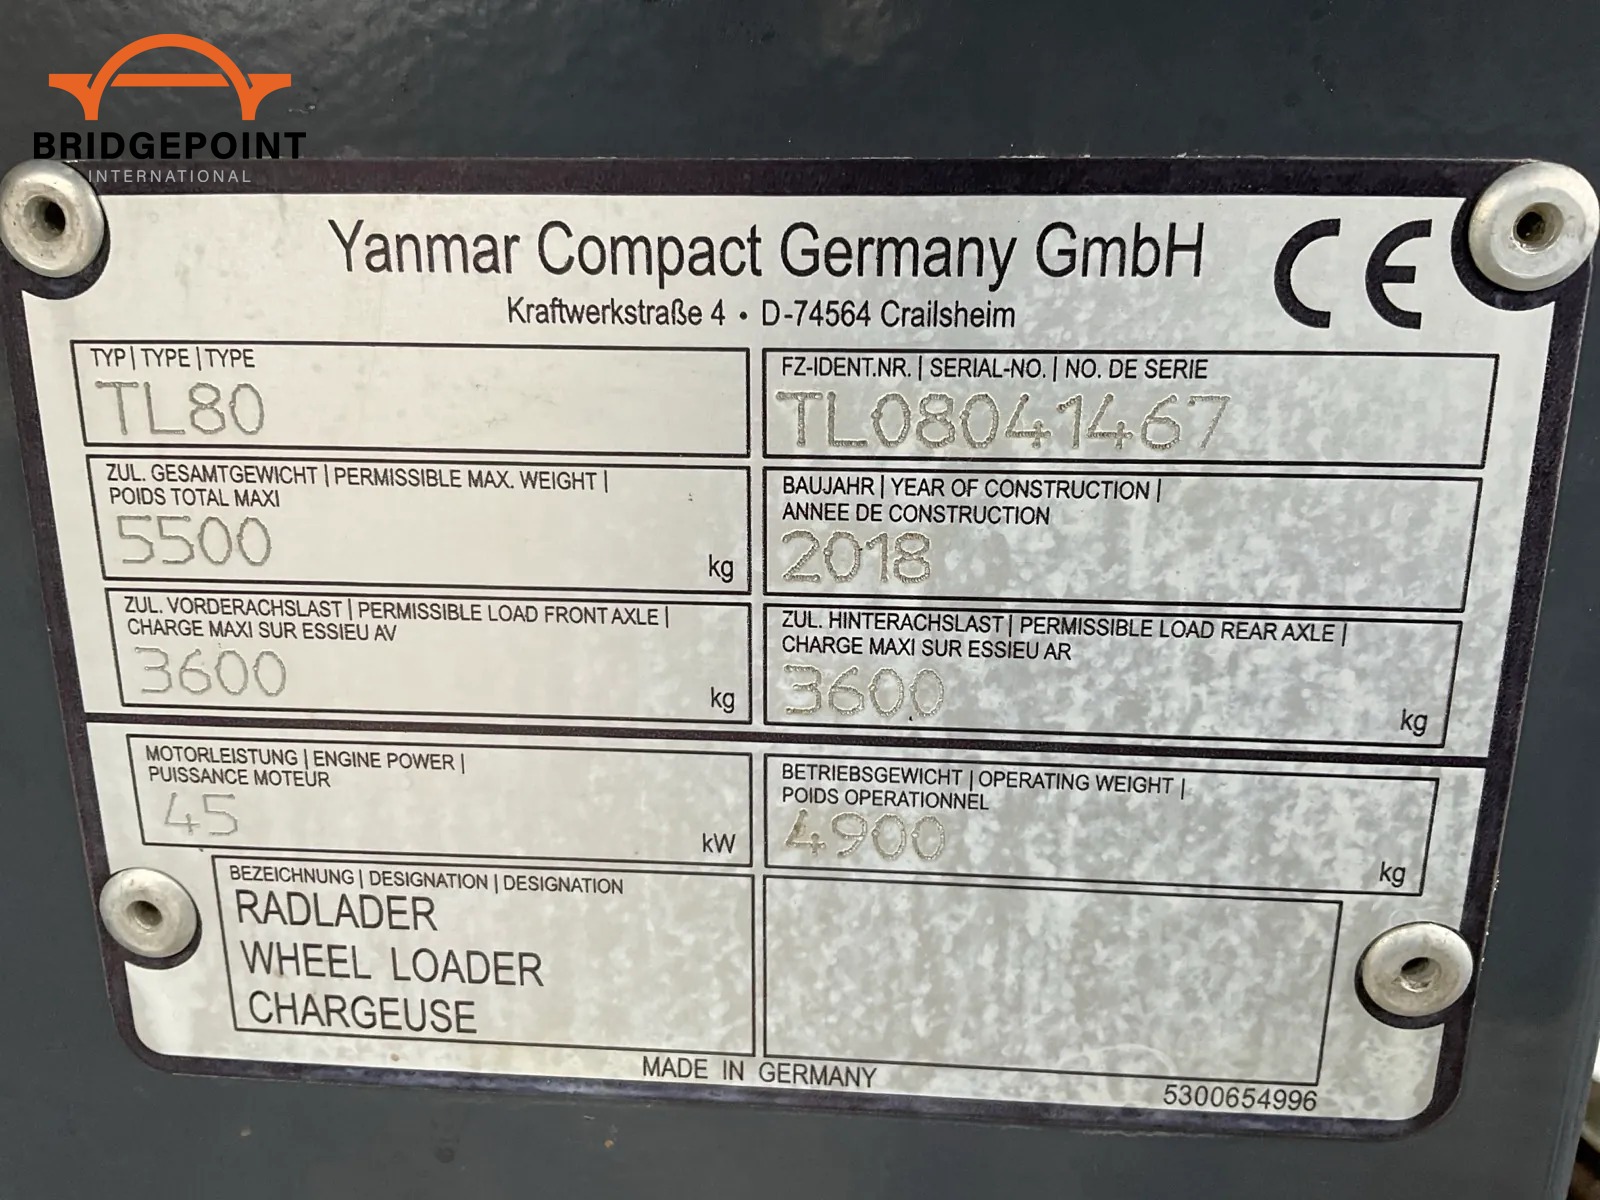 BRIDGEPOINT
INTERNATIONAL
Yanmar Compact Germany GmbH
CE
Kraftwerkstraße 4 • D-74564 Crailsheim
TYP | TYPE | TYPE
TL80
FZ-IDENT.NR. | SERIAL-NO. | NO. DE SERIE
TL08041467
ZUL. GESAMTGEWICHT | PERMISSIBLE MAX. WEIGHT |
POIDS TOTAL MAXI
5500
kg
BAUJAHR | YEAR OF CONSTRUCTION |
ANNEE DE CONSTRUCTION
2018
ZUL. VORDERACHSLAST | PERMISSIBLE LOAD FRONT AXLE |
CHARGE MAXI SUR ESSIEU AV
3600
kg
ZUL. HINTERACHSLAST | PERMISSIBLE LOAD REAR AXLE |
CHARGE MAXI SUR ESSIEU AR
3600
kg
MOTORLEISTUNG | ENGINE POWER |
PUISSANCE MOTEUR
45
kW
BETRIEBSGEWICHT | OPERATING WEIGHT |
POIDS OPERATIONNEL
4900
kg
BEZEICHNUNG | DESIGNATION | DESIGNATION
RADLADER
WHEEL LOADER
CHARGEUSE
MADE IN GERMANY
5300654996